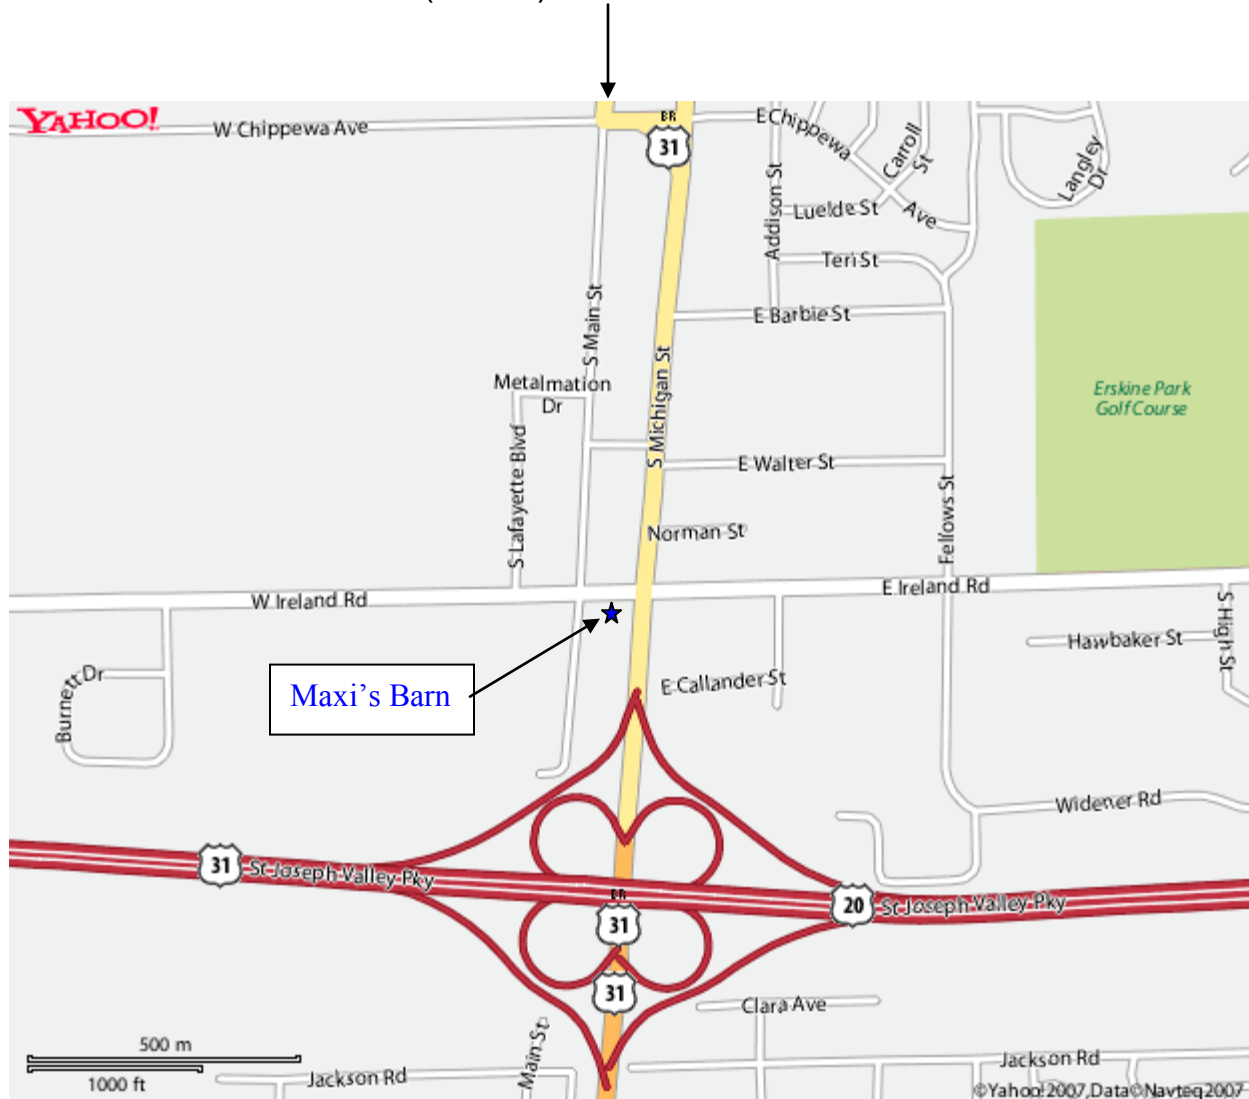 YAHOO!
W Chippewa Ave
BR
31
E Chippewa
Ave
Carroll
St
Langley
Dr
Addison St
Luelde St
Teri St
E Barbie St
S Main St
S Michigan St
Metalmation
Dr
Erskine Park
Golf Course
S Lafayette Blvd
E Walter St
Norman St
Fellows St
W Ireland Rd
E Ireland Rd
S High St
Hawbaker St
Maxi's Barn
E Callander St
Burnett Dr
Widener Rd
31
St Joseph Valley Pky
BR
31
20
St Joseph Valley Pky
31
Clara Ave
Main St
500 m
1000 ft
Jackson Rd
Jackson Rd
©Yahoo! 2007, Data©Navteq 2007